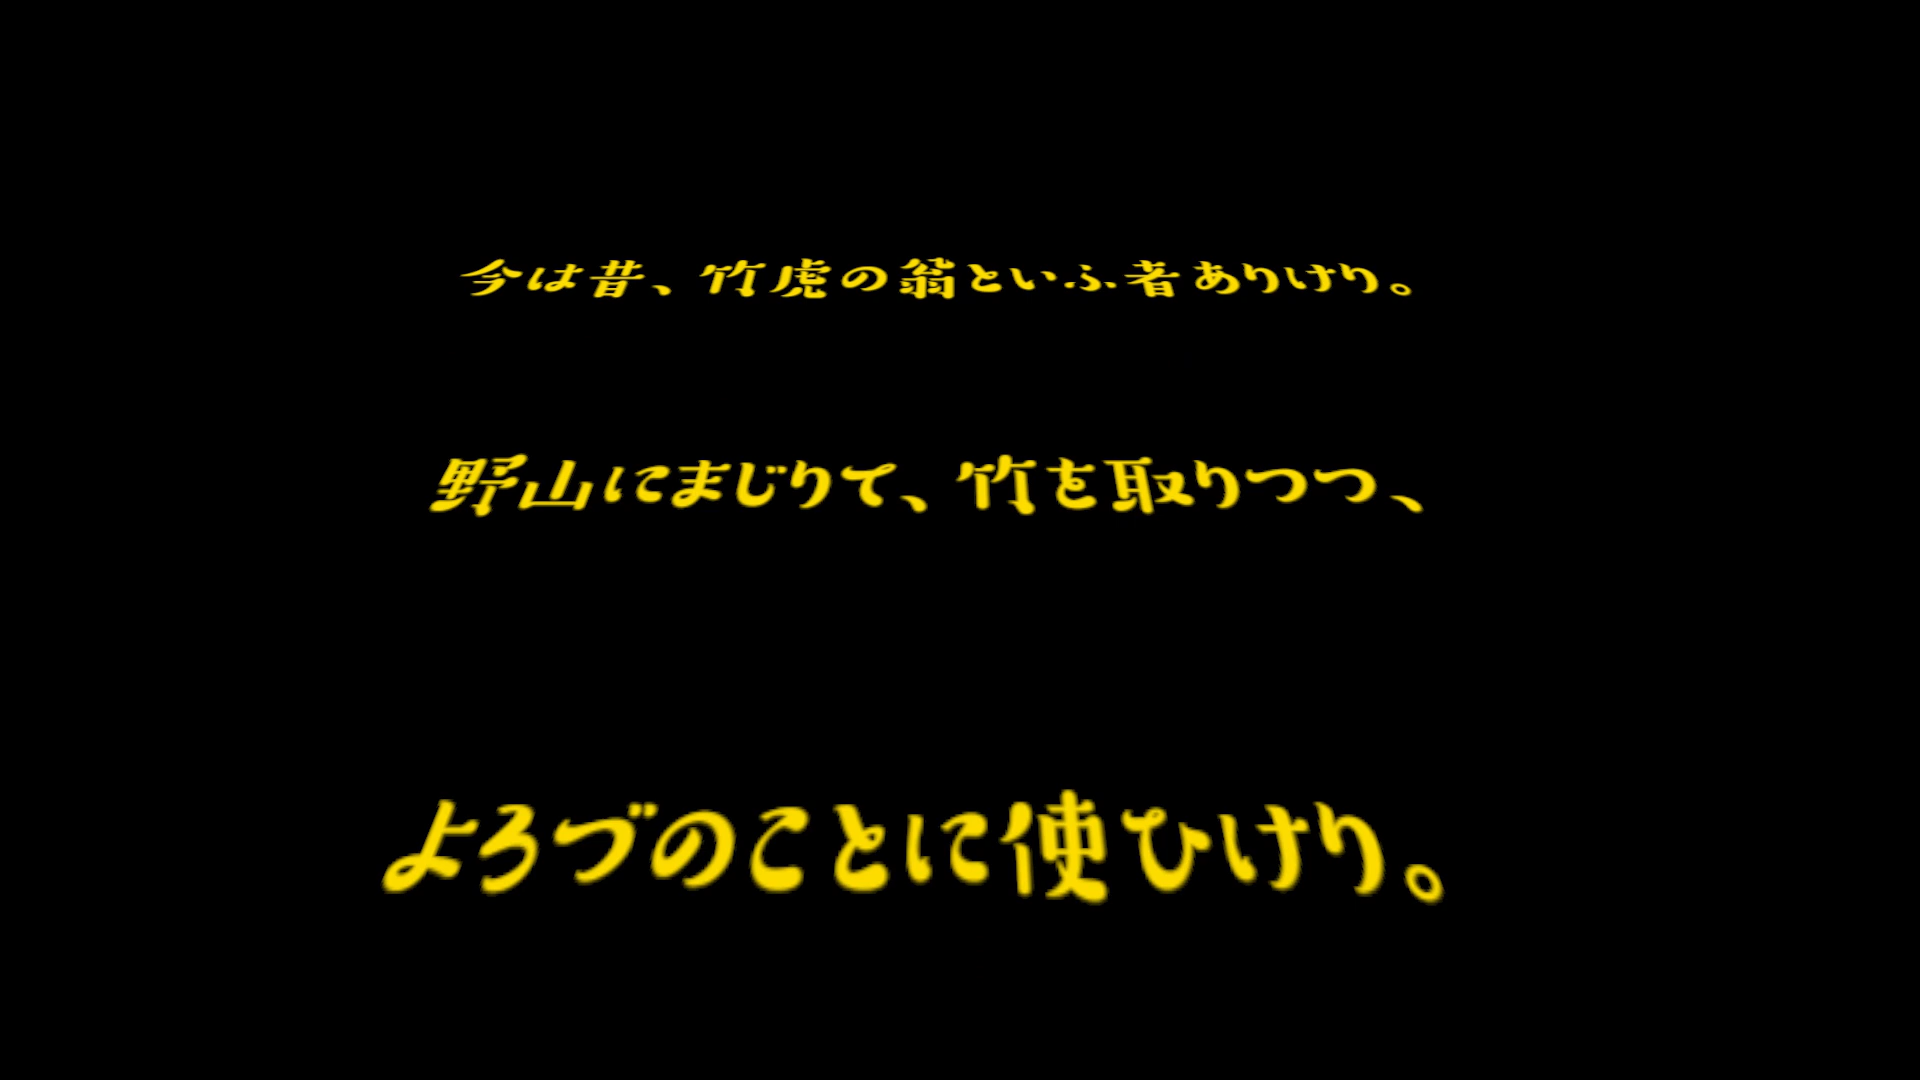 今は昔、竹虎の翁といふ者ありけり。
野山にまじりて、竹を取りつつ、
よろづのことに使ひけり。